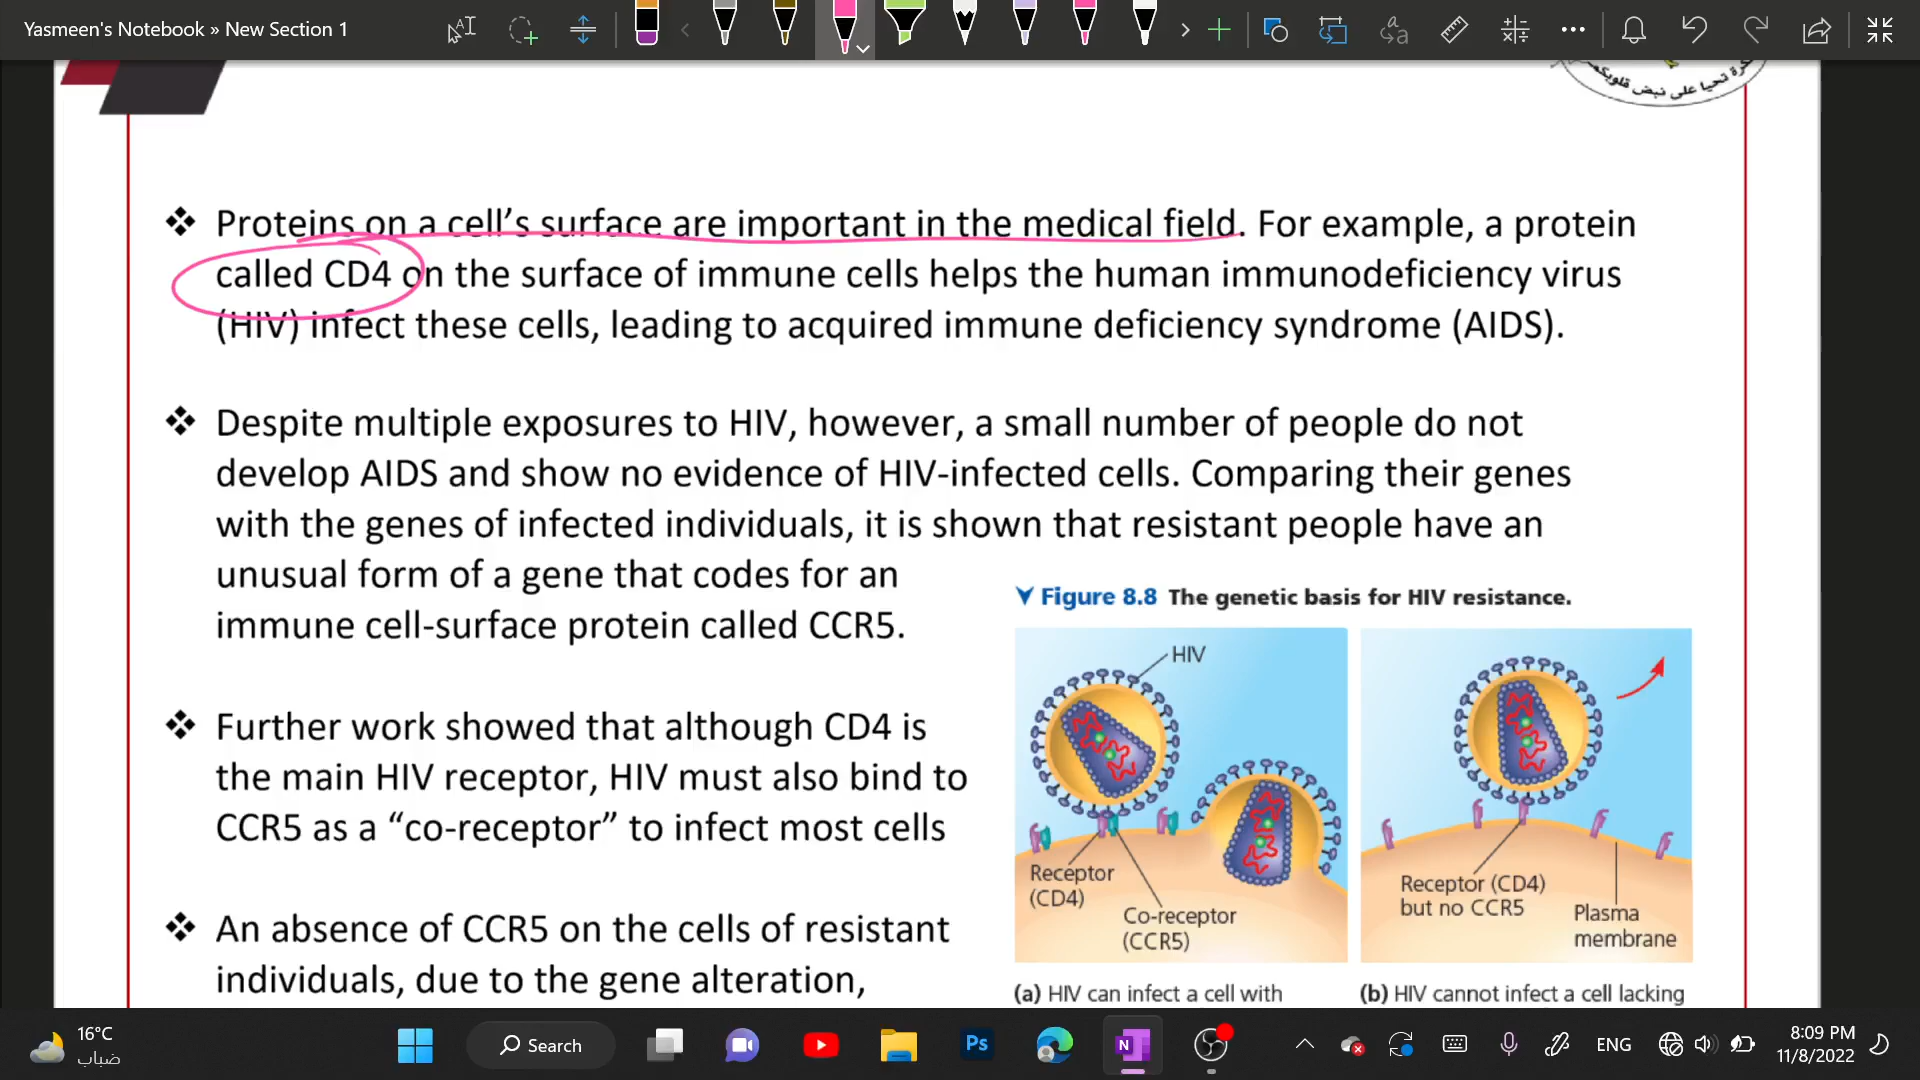 Yasmeen's Notebook » New Section 1
تحيا على نبض قلوبكم
❖ Proteins on a cell’s surface are important in the medical field. For example, a protein
called CD4 on the surface of immune cells helps the human immunodeficiency virus
(HIV) infect these cells, leading to acquired immune deficiency syndrome (AIDS).
❖ Despite multiple exposures to HIV, however, a small number of people do not
develop AIDS and show no evidence of HIV-infected cells. Comparing their genes
with the genes of infected individuals, it is shown that resistant people have an
unusual form of a gene that codes for an
immune cell-surface protein called CCR5.
❖ Further work showed that although CD4 is
the main HIV receptor, HIV must also bind to
CCR5 as a “co-receptor” to infect most cells
❖ An absence of CCR5 on the cells of resistant
individuals, due to the gene alteration,
Figure 8.8 The genetic basis for HIV resistance.
HIV
Receptor
(CD4)
Co-receptor
(CCR5)
Receptor (CD4)
but no CCR5
Plasma
membrane
(a) HIV can infect a cell with
(b) HIV cannot infect a cell lacking
16°C
ضباب
Search
Ps
N
ENG
8:09 PM
11/8/2022